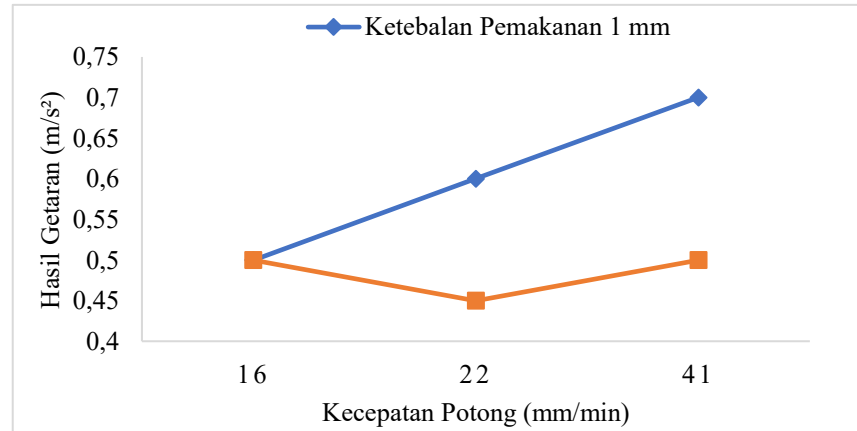 Ketebalan Pemakanan 1 mm
Hasil Getaran (m/s²)
0,75
0,7
0,65
0,6
0,55
0,5
0,45
0,4
16 22 41
Kecepatan Potong (mm/min)